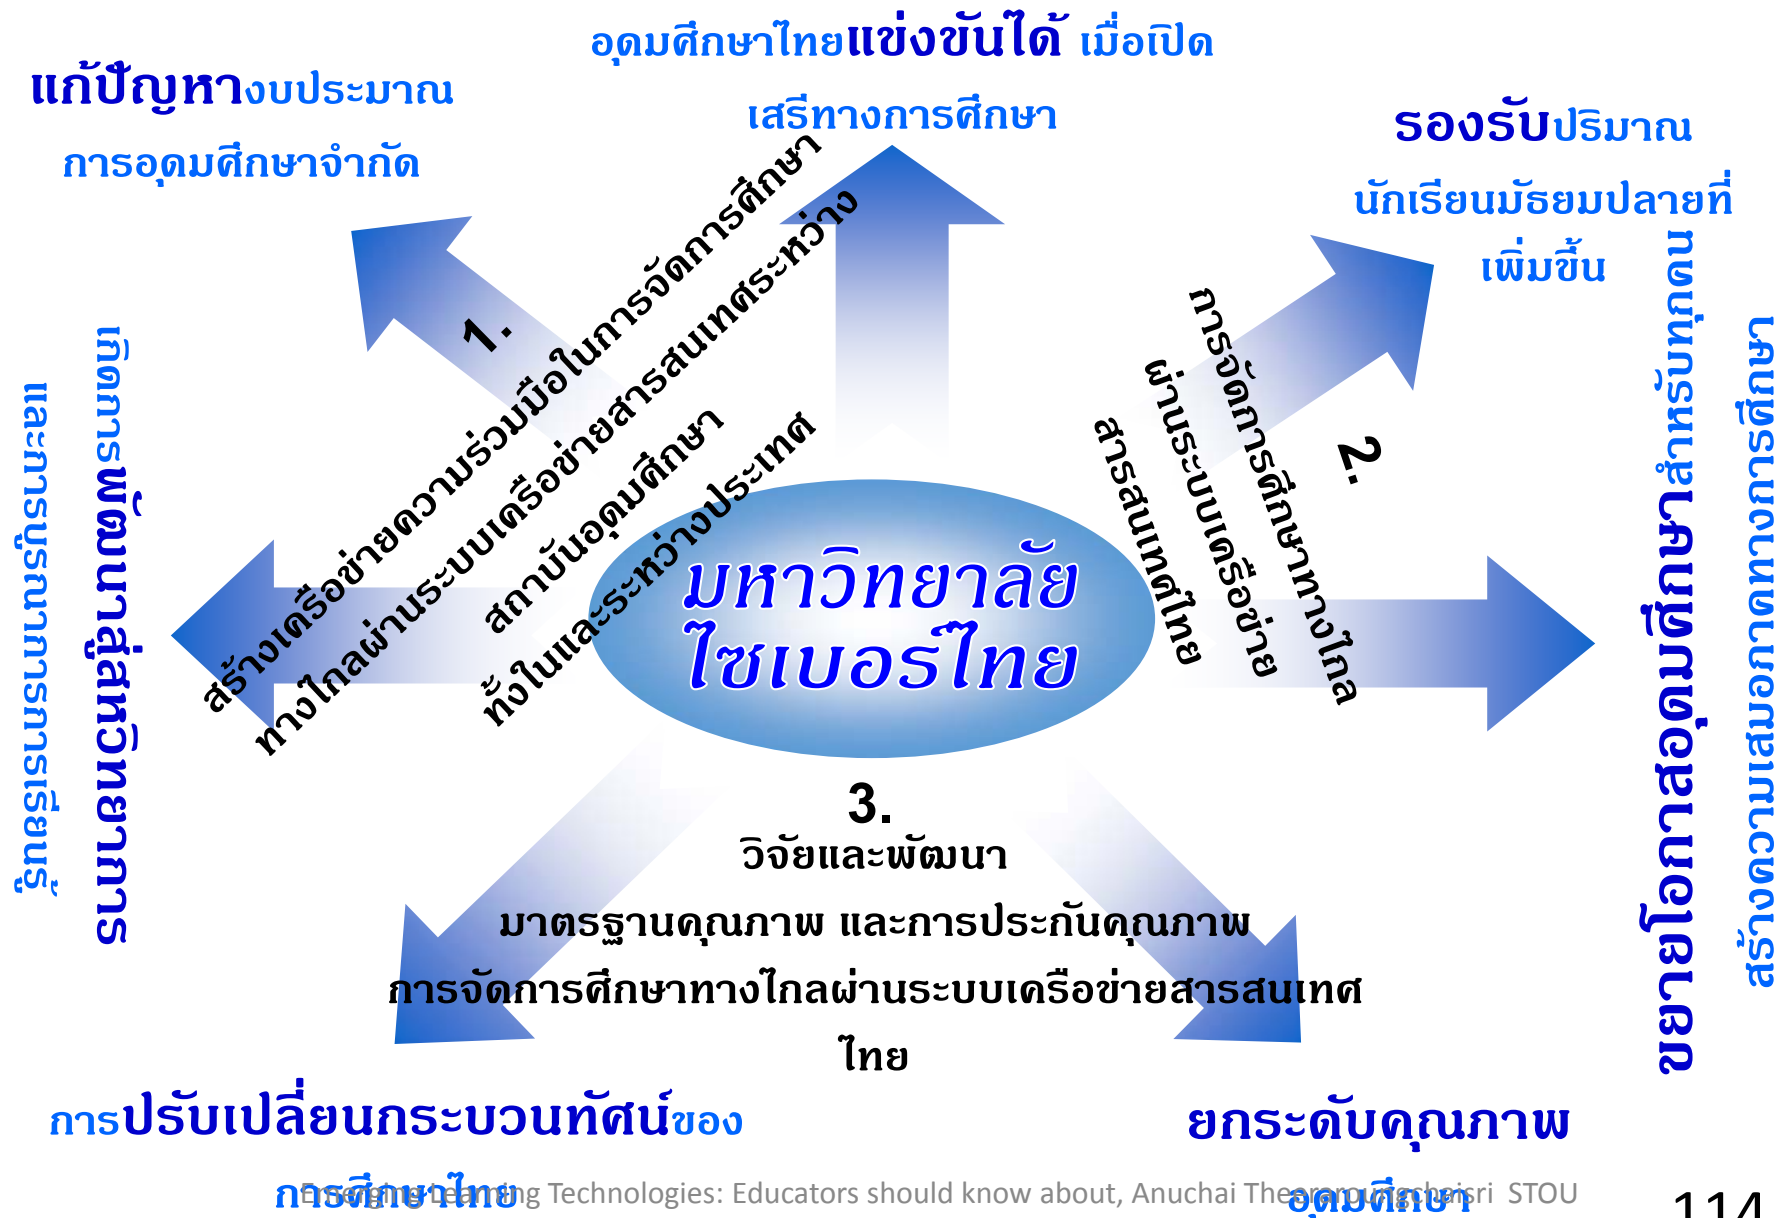 อุดมศึกษาไทยแข่งขันได้ เมื่อเปิด
เสรีทางการศึกษา
แก้ปัญหางบประมาณ
การอุดมศึกษาจำกัด
รองรับปริมาณ
นักเรียนมัธยมปลายที่
เพิ่มขึ้น
1.
สร้างเครือข่ายความร่วมมือในการจัดการศึกษา
ทางไกลผ่านระบบเครือข่ายสารสนเทศระหว่าง
สถาบันอุดมศึกษา
ทั้งในและระหว่างประเทศ
2.
การจัดการศึกษาทางไกล
ผ่านระบบเครือข่าย
สารสนเทศไทย
เกิดการพัฒนาสู่สหวิทยาการ
และการบูรณาการการเรียนรู้
มหาวิทยาลัย
ไซเบอร์ไทย
ขยายโอกาสอุดมศึกษาสำหรับทุกคน
สร้างความเสมอภาคทางการศึกษา
3.
วิจัยและพัฒนา
มาตรฐานคุณภาพ และการประกันคุณภาพ
การจัดการศึกษาทางไกลผ่านระบบเครือข่ายสารสนเทศ
ไทย
การปรับเปลี่ยนกระบวนทัศน์ของ
การศึกษาไทย
ยกระดับคุณภาพ
อุดมศึกษา
Emerging Learning Technologies: Educators should know about, Anuchai Theeraroungchaisri STOU
114